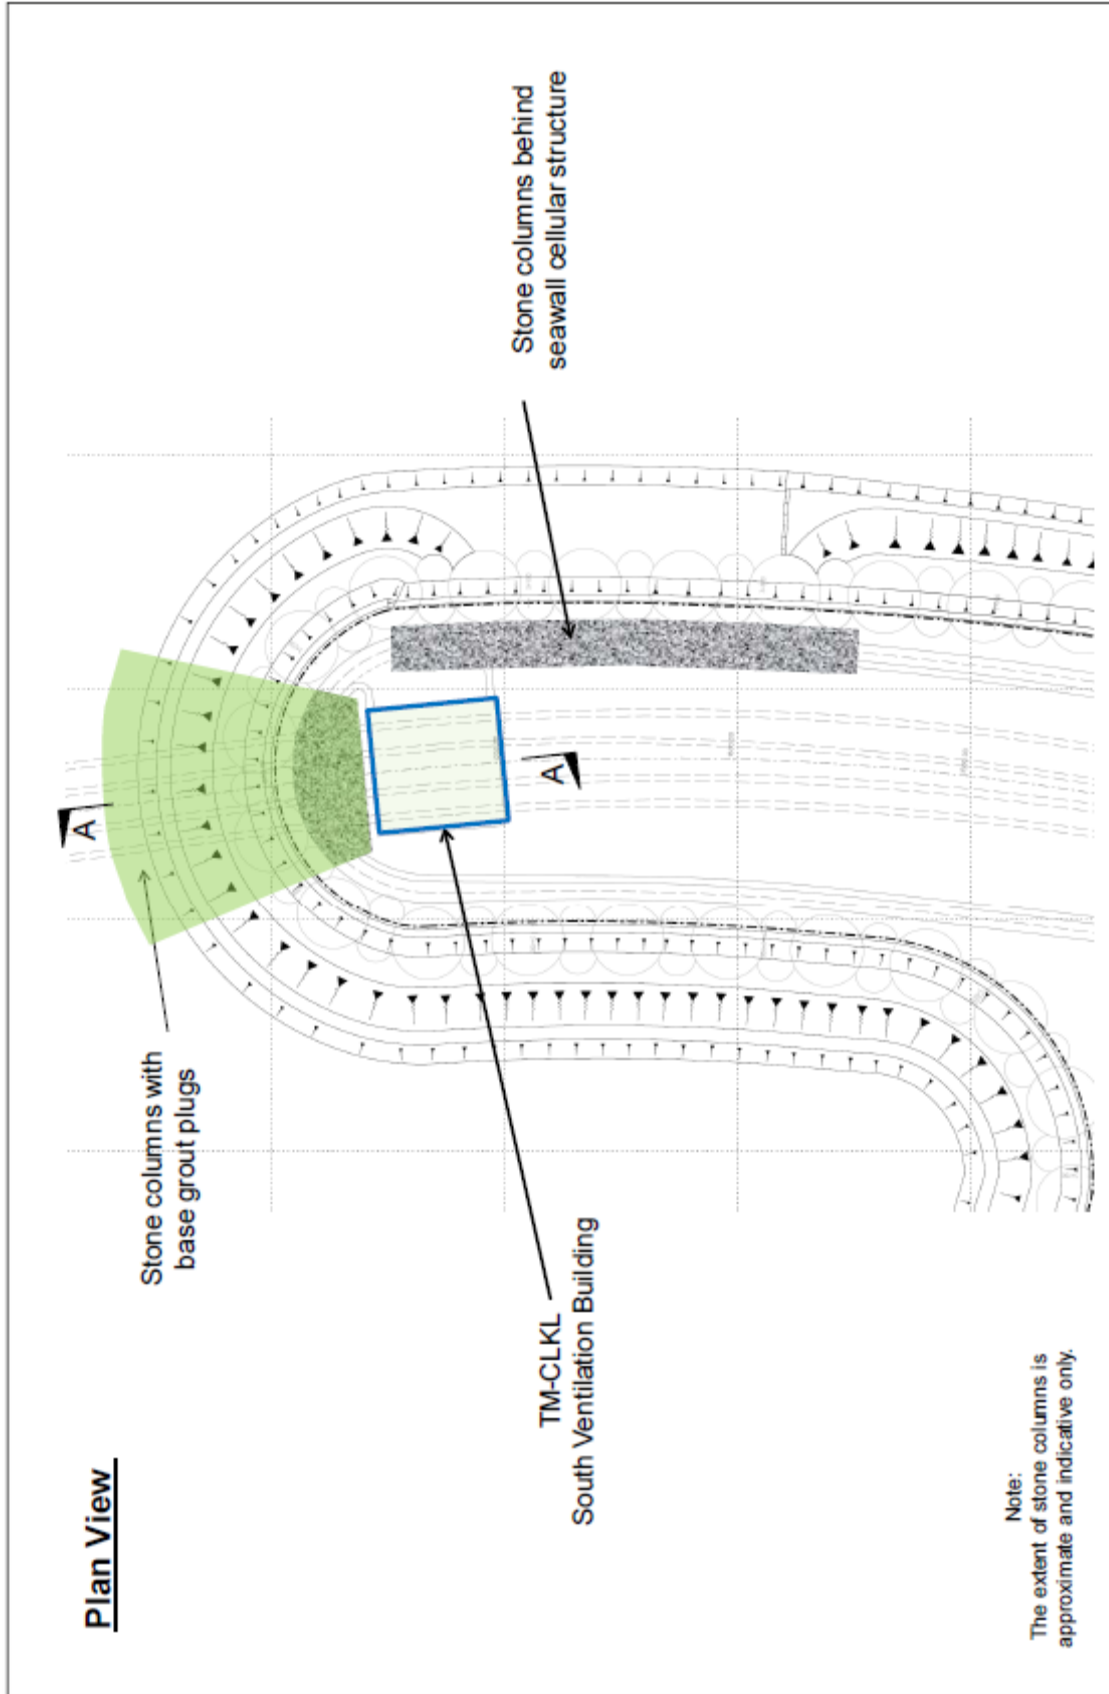 Plan View
Stone columns with
base grout plugs
TM-CLKL
South Ventilation Building
Stone columns behind
seawall cellular structure
A
A
Note:
The extent of stone columns is
approximate and indicative only.